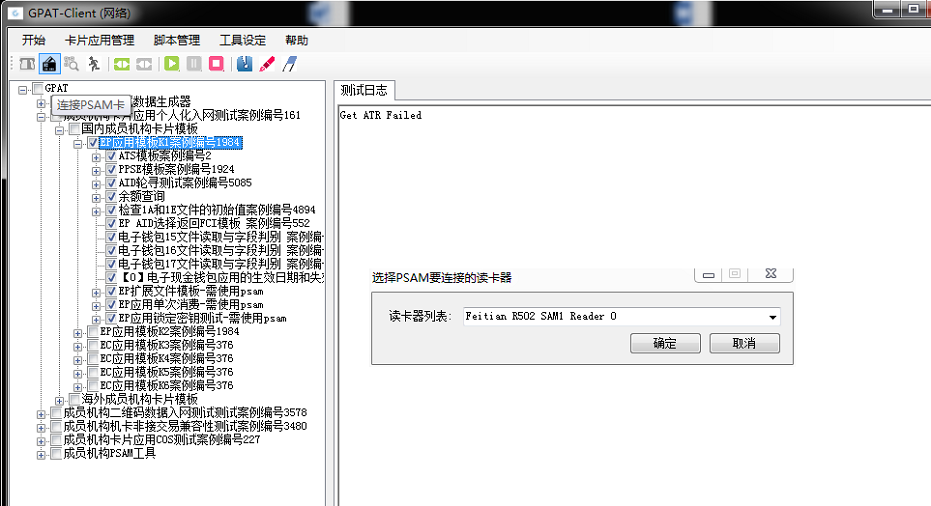 GPAT-Client (网络)
开始 卡片应用管理 脚本管理 工具设定 帮助
GPAT
数据生成器
连接PSAM卡
应用个人化入网测试案例编号161
国内成员机构卡片模板
EP应用模板K1案例编号1984
ATS模板案例编号2
PPSE模板案例编号1924
AID轮寻测试案例编号5085
余额查询
检查1A和1E文件的初始值案例编号4894
EP AID选择返回FCI模板 案例编号552
电子钱包15文件读取与字段判别 案例编
电子钱包16文件读取与字段判别 案例编
电子钱包17文件读取与字段判别 案例编
【0】电子现金钱包应用的生效日期和失
EP扩展文件模板-需使用psam
EP应用单次消费-需使用psam
EP应用锁定密钥测试-需使用psam
EP应用模板K2案例编号1984
EC应用模板K3案例编号376
EC应用模板K4案例编号376
EC应用模板K5案例编号376
EC应用模板K6案例编号376
海外成员机构卡片模板
成员机构二维码数据入网测试测试案例编号3578
成员机构机卡非接交易兼容性测试案例编号3480
成员机构卡片应用COS测试案例编号227
成员机构PSAM工具
测试日志
Get ATR Failed
选择PSAM要连接的读卡器
读卡器列表: Feitian R502 SAM1 Reader 0
确定 取消